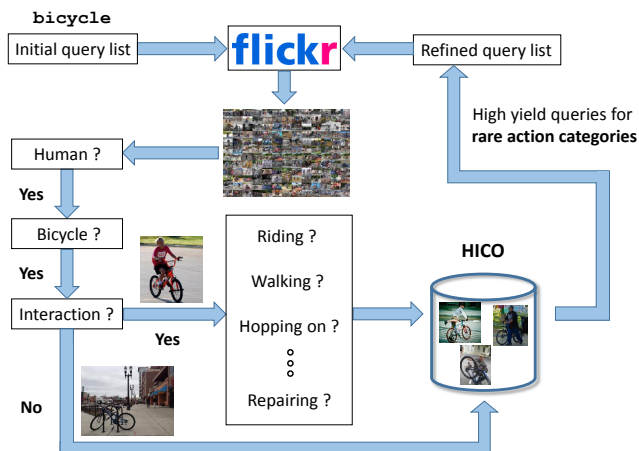 bicycle
Initial query list
flickr
Refined query list
High yield queries for
rare action categories
Human ?
Yes
Bicycle ?
Yes
Interaction ?
Yes
No
Riding ?
Walking ?
Hopping on ?
Repairing ?
HICO